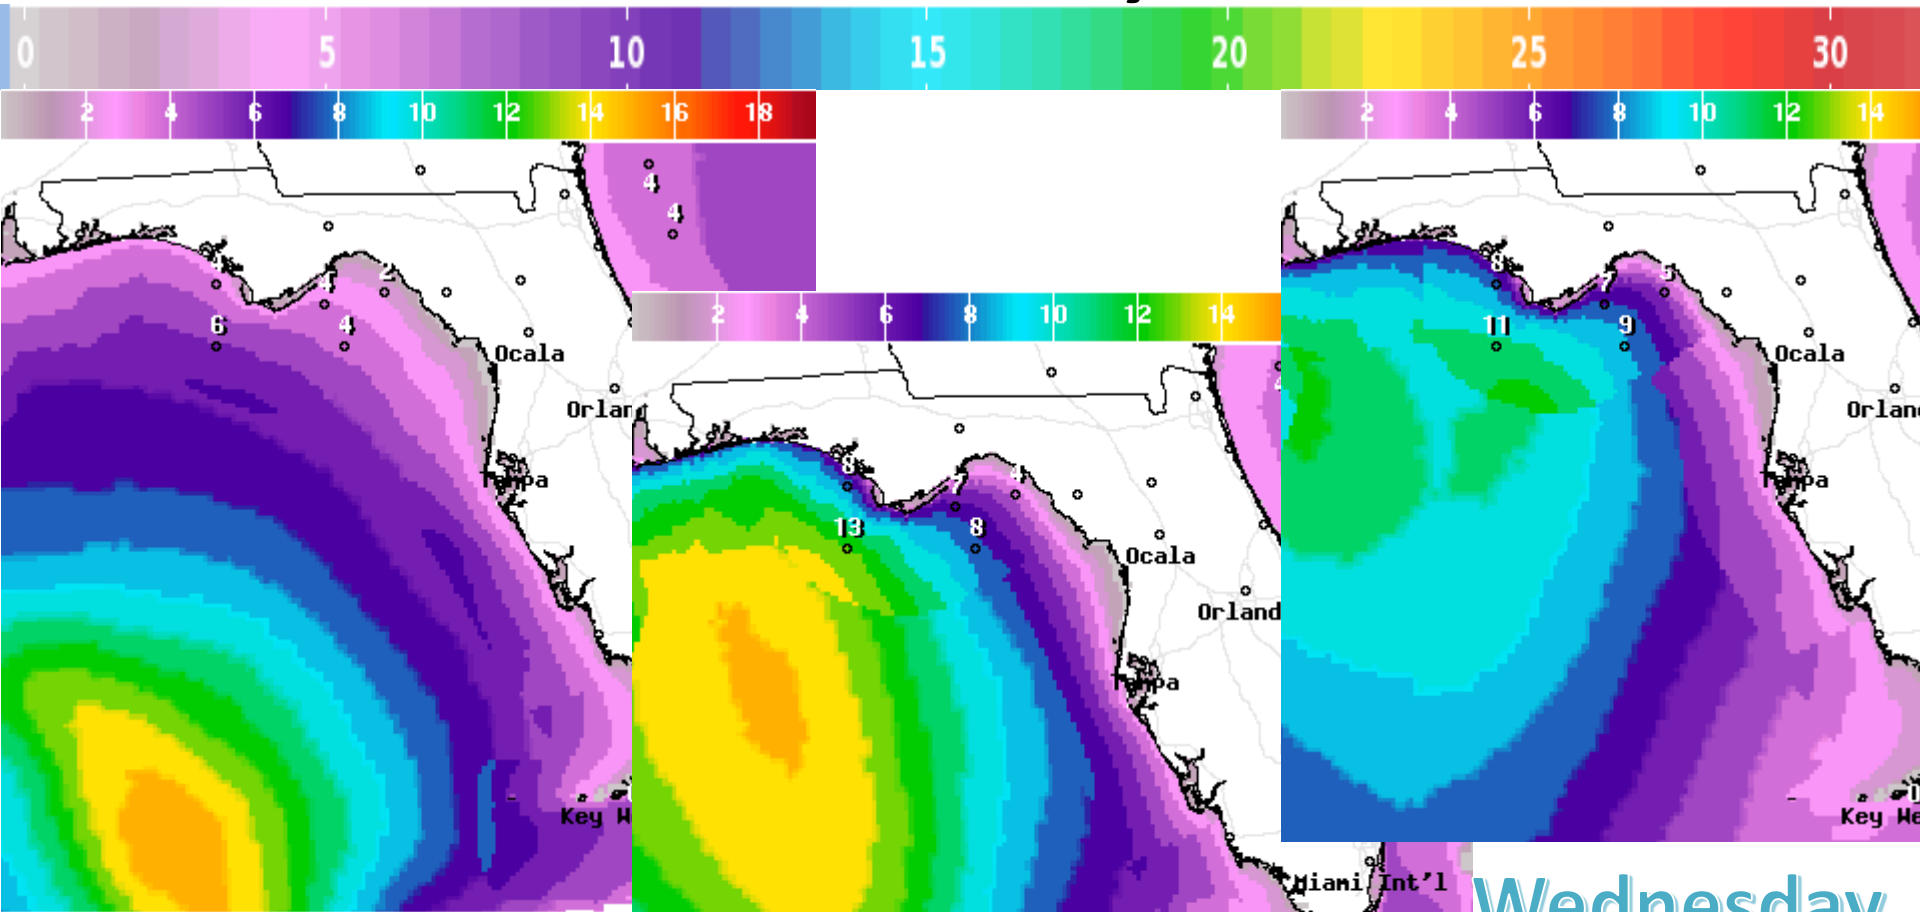 0 5 10 15 20 25 30
2 4 6 8 10 12 14 16 18
2 4 6 8 10 12 14
4
4
4 4 2
6 4
Ocala
Orlan
Tampa
Key W
2 4 6 8 10 12 14
8 7 4
13 8
Ocala
Orland
Tampa
Miami Int'l
8 7 5
11 9
Ocala
Orlan
Tampa
Key We
Wednesday